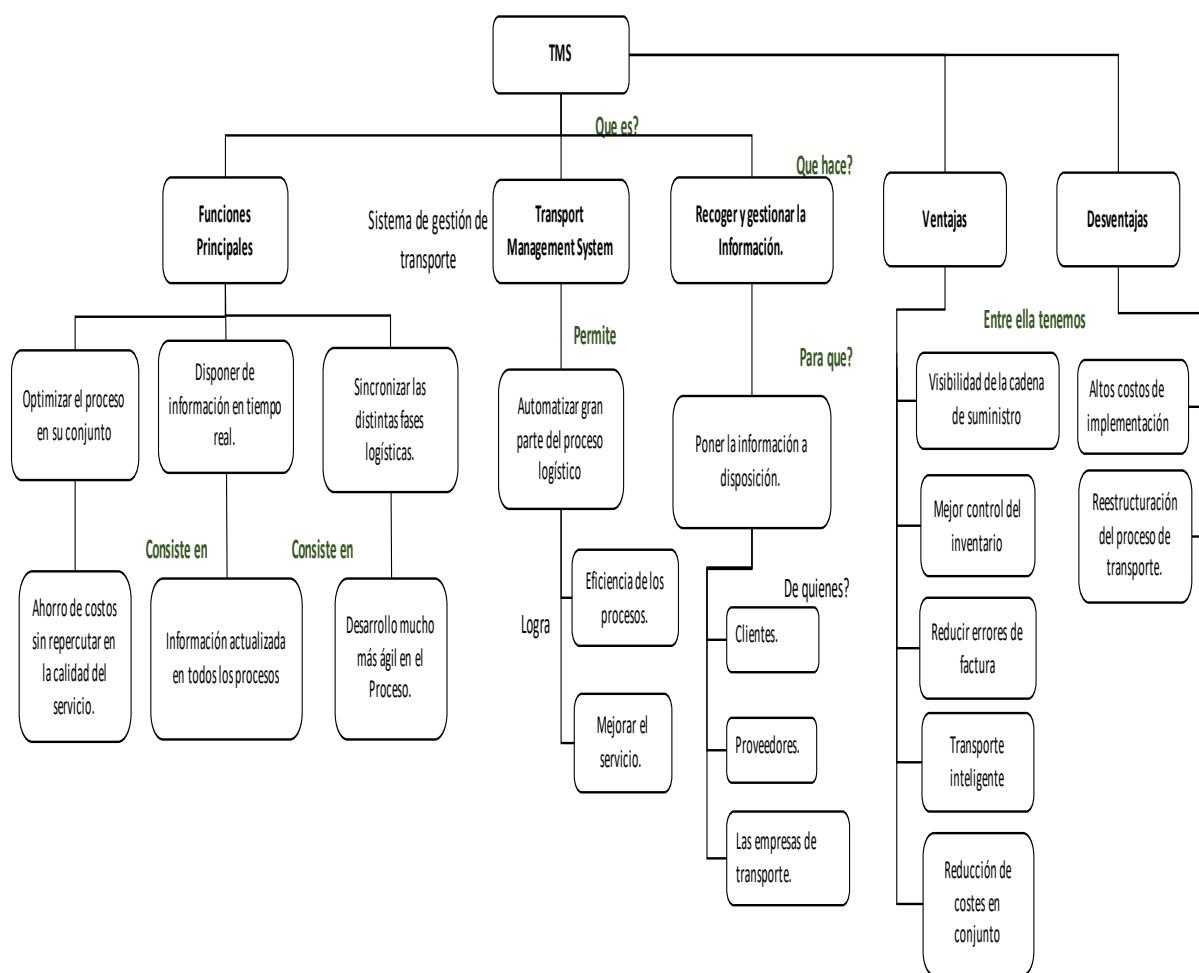 TMS
Que es?
Que hace?
Funciones
Principales
Sistema de gestión de
transporte
Transport
Management System
Recoger y gestionar la
Información.
Ventajas
Desventajas
Permite
Para que?
Entre ella tenemos
Optimizar el proceso
en su conjunto
Disponer de
información en tiempo
real.
Sincronizar las
distintas fases
logísticas.
Automatizar gran
parte del proceso
logístico
Poner la información a
disposición.
Visibilidad de la cadena
de suministro
Altos costos de
implementación
Mejor control del
inventario
Reestructuración
del proceso de
transporte.
Consiste en
Consiste en
Ahorro de costos
sin repercutar en
la calidad del
servicio.
Información actualizada
en todos los procesos
Desarrollo mucho
más ágil en el
Proceso.
Logra
Eficiencia de los
procesos.
Mejorar el
servicio.
De quienes?
Clientes.
Proveedores.
Las empresas de
transporte.
Reducir errores de
factura
Transporte
inteligente
Reducción de
costes en
conjunto